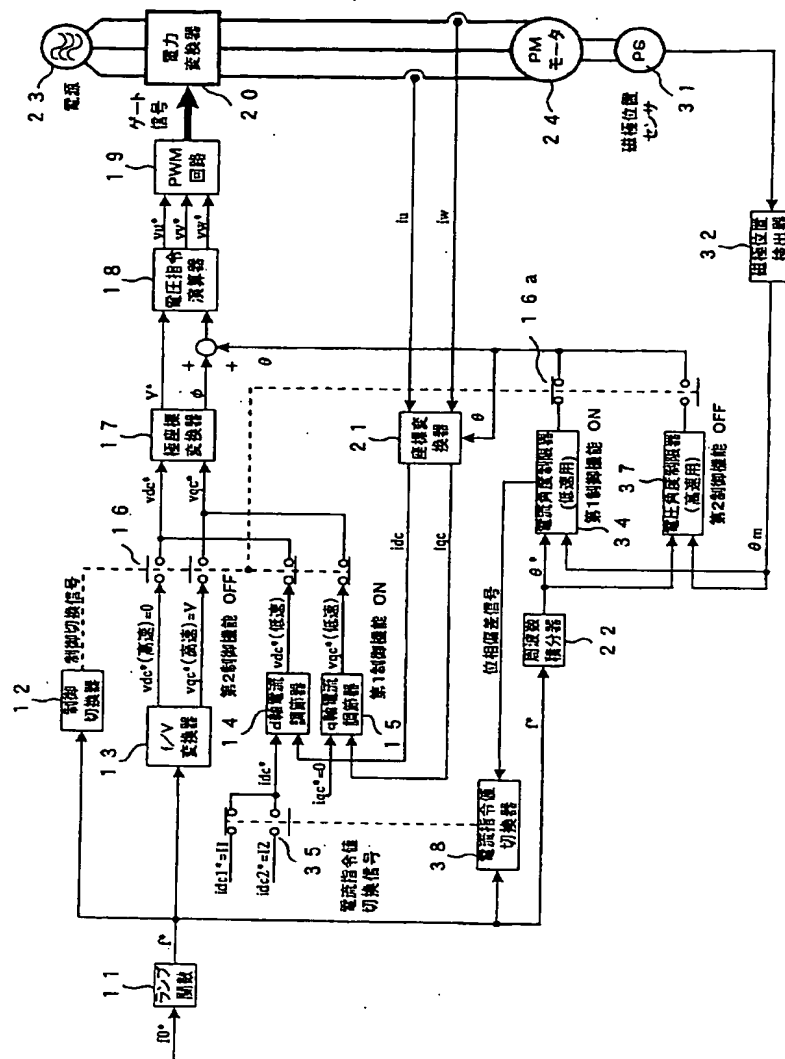 f0*
ランプ
関数
11
f*
制御
切換器
12
制御切換信号
f/V
変換器
13
vdc*(高速)=0
vqc*(高速)=V
第2制御機能 OFF
16
idc1*=I1
idc2*=I2
35
電流指令値
切換信号
idc*
iqc*=0
d軸電流
調節器
14
q軸電流
調節器
15
vdc*(低速)
vqc*(低速)
第1制御機能 ON
vdc*
vqc*
極座標
変換器
17
V*
φ
+
+
θ
電圧指令
演算器
18
vu*
vv*
vw*
PWM
回路
19
ゲート
信号
電力
変換器
20
23
電源
idc
iqc
座標変
換器
21
θ
iu
iw
PM
モータ
24
PS
31
磁極位置
センサ
電流指令値
切換器
38
位相偏差信号
f*
周波数
積分器
22
θ*
電流角度制限器
(低速用)
34
第1制御機能 ON
16a
電圧角度制限器
(高速用)
37
第2制御機能 OFF
θm
磁極位置
検出器
32